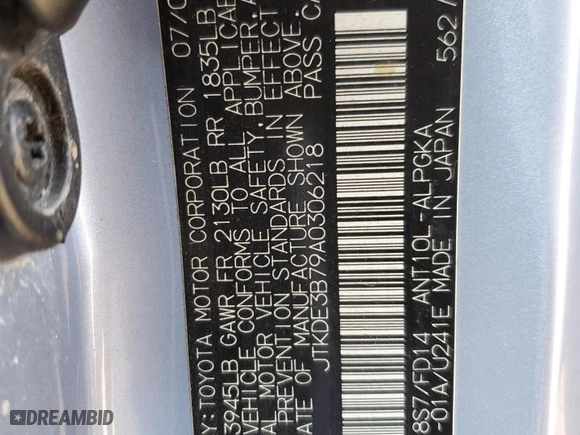 Y: TOYOTA MOTOR CORPORATION 07/0
3945LB GAWR FR 2130LB RR 1835LB
VEHICLE CONFORMS TO ALL APPLICAB
AL MOTOR VEHICLE SAFETY, BUMPER, A
PREVENTION STANDARDS IN EFFECT
ATE OF MANUFACTURE SHOWN ABOVE.
JTKDE3B79A0306218 PASS CA
8S7/FD14 ANT10L-ALPGKA
-01A/U241E MADE IN JAPAN 562/
DREAMBID